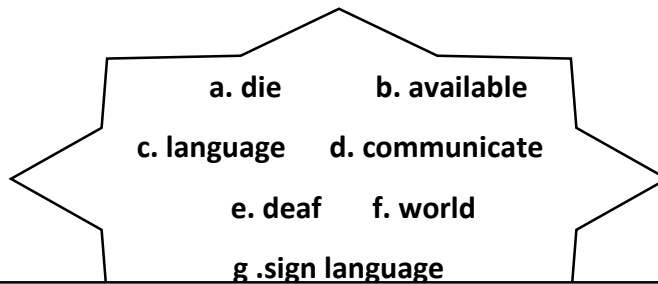 a. die b. available
c. language d. communicate
e. deaf f. world
g .sign language